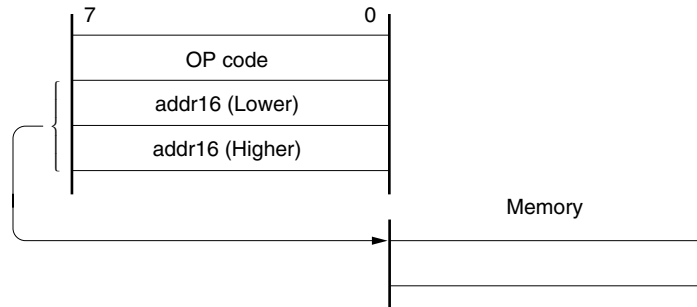 7 0
OP code
addr16 (Lower)
addr16 (Higher)
Memory